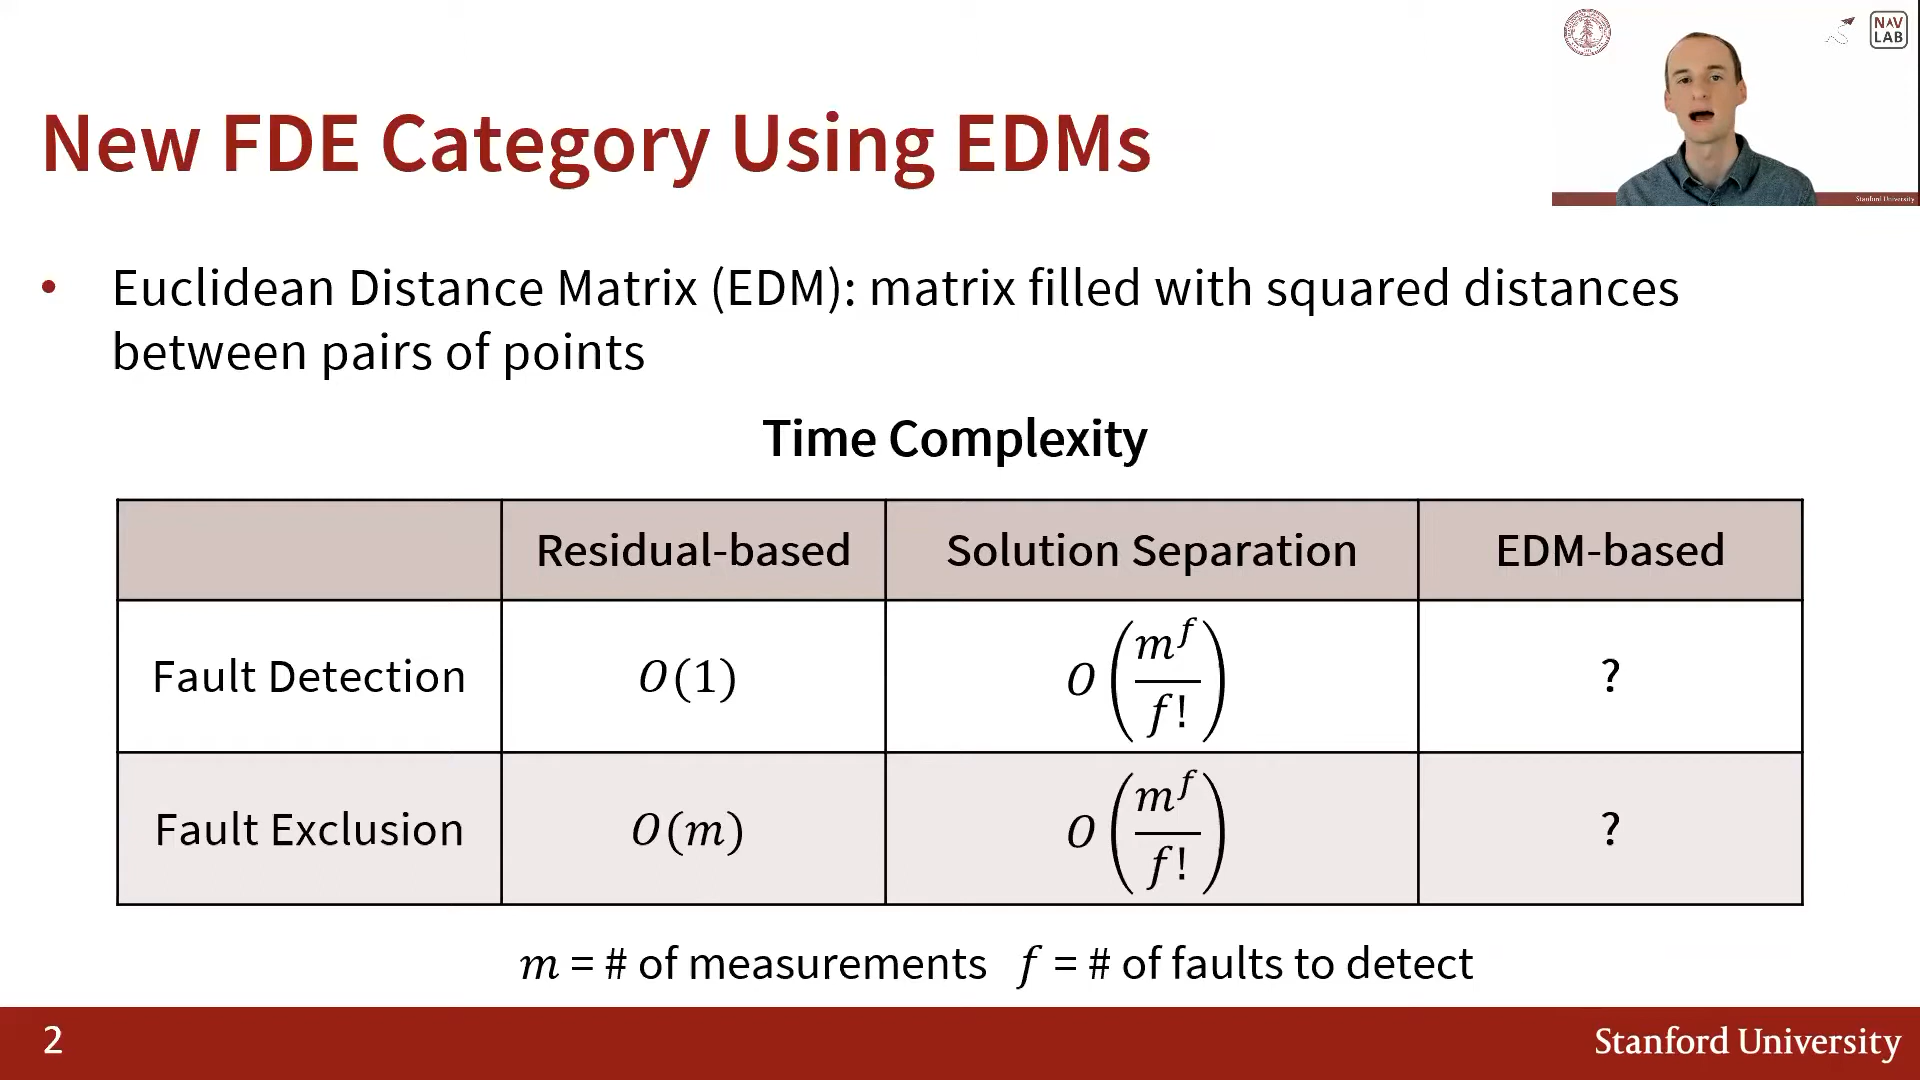 NAV
LAB
Stanford University
New FDE Category Using EDMs
• Euclidean Distance Matrix (EDM): matrix filled with squared distances
between pairs of points
Time Complexity
Residual-based Solution Separation EDM-based
Fault Detection O(1) O(m^f/f!) ?
Fault Exclusion O(m) O(m^f/f!) ?
m = # of measurements f = # of faults to detect
2 Stanford University